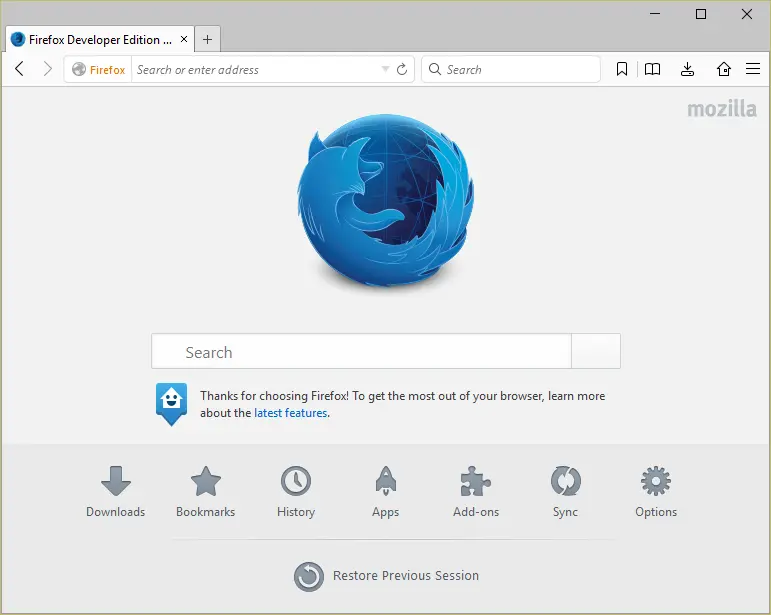 Firefox Developer Edition ...
Firefox Search or enter address Search
mozilla
Search
Thanks for choosing Firefox! To get the most out of your browser, learn more
about the latest features.
Downloads Bookmarks History Apps Add-ons Sync Options
Restore Previous Session